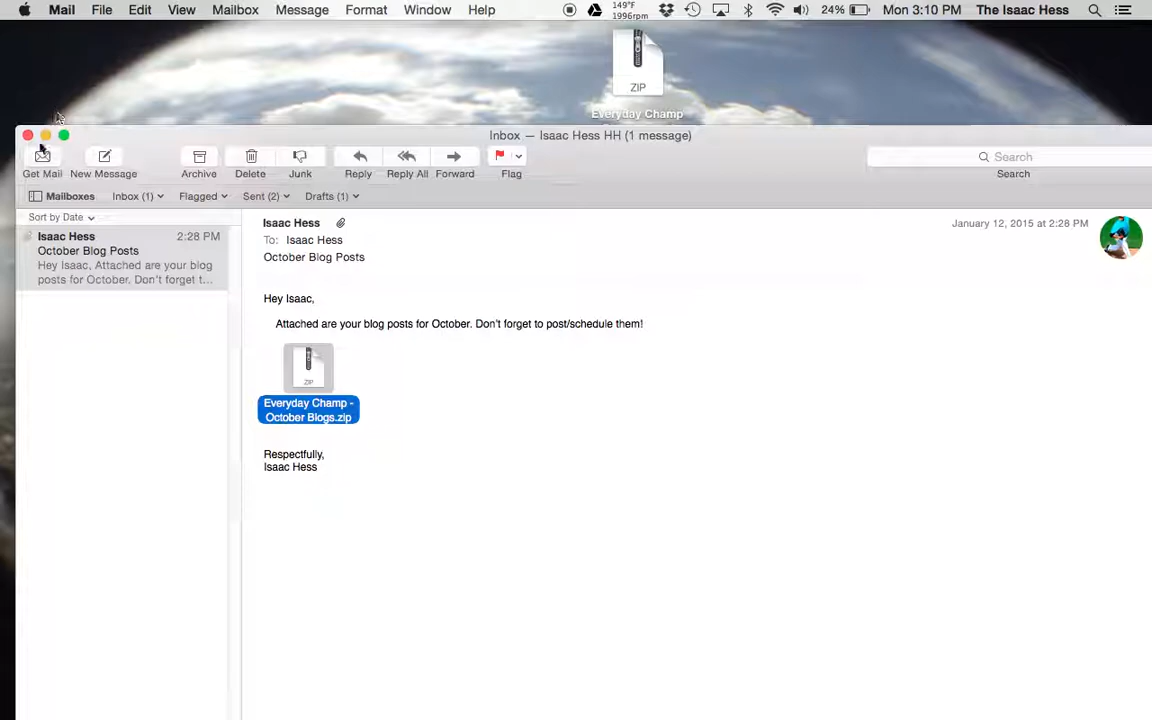 Mail File Edit View Mailbox Message Format Window Help 149°F 1996rpm 24% Mon 3:10 PM The Isaac Hess
ZIP
Everyday Champ
Inbox — Isaac Hess HH (1 message)
Get Mail New Message Archive Delete Junk Reply Reply All Forward Flag Search Search
Mailboxes Inbox (1) Flagged Sent (2) Drafts (1)
Sort by Date
Isaac Hess 2:28 PM
October Blog Posts
Hey Isaac, Attached are your blog
posts for October. Don't forget t...
Isaac Hess January 12, 2015 at 2:28 PM
To: Isaac Hess
October Blog Posts
Hey Isaac,
Attached are your blog posts for October. Don't forget to post/schedule them!
ZIP
Everyday Champ -
October Blogs.zip
Respectfully,
Isaac Hess